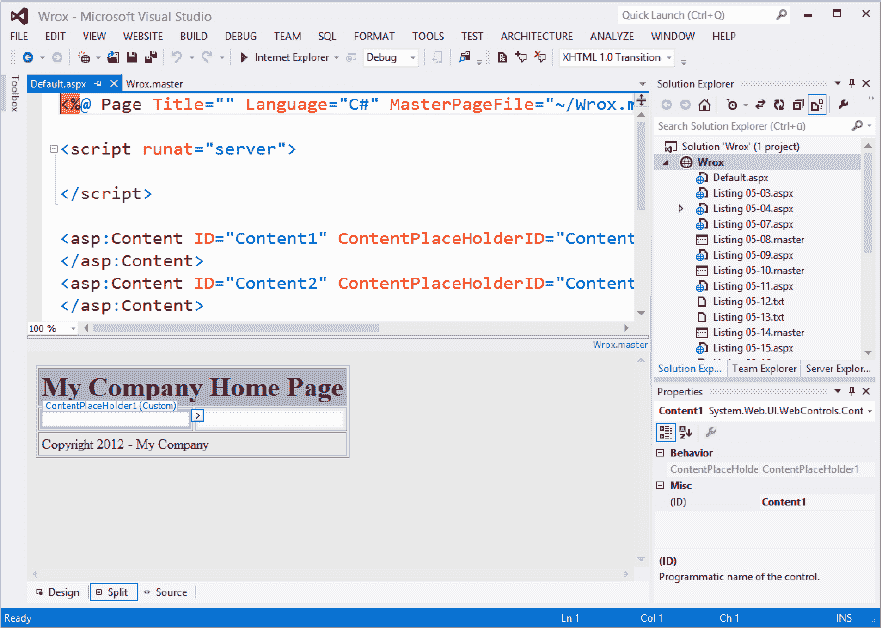 Wrox - Microsoft Visual Studio
Quick Launch (Ctrl+Q)
FILE EDIT VIEW WEBSITE BUILD DEBUG TEAM SQL FORMAT TOOLS TEST ARCHITECTURE ANALYZE WINDOW HELP
Internet Explorer Debug XHTML 1.0 Transition
Toolbox
Default.aspx Wrox.master
<%@ Page Title="" Language="C#" MasterPageFile="~/Wrox.m
<script runat="server">
</script>
<asp:Content ID="Content1" ContentPlaceHolderID="Content
</asp:Content>
<asp:Content ID="Content2" ContentPlaceHolderID="Content
</asp:Content>
100 %
Wrox.master
My Company Home Page
ContentPlaceHolder1 (Custom)
Copyright 2012 - My Company
Design Split Source
Solution Explorer
Search Solution Explorer (Ctrl+ü)
Solution 'Wrox' (1 project)
Wrox
Default.aspx
Listing 05-03.aspx
Listing 05-04.aspx
Listing 05-07.aspx
Listing 05-08.master
Listing 05-09.aspx
Listing 05-10.master
Listing 05-11.aspx
Listing 05-12.txt
Listing 05-13.txt
Listing 05-14.master
Listing 05-15.aspx
Solution Exp... Team Explorer Server Explor...
Properties
Content1 System.Web.UI.WebControls.Cont
Behavior
ContentPlaceHolde ContentPlaceHolder1
Misc
(ID) Content1
(ID)
Programmatic name of the control.
Ready Ln 1 Col 1 Ch 1 INS